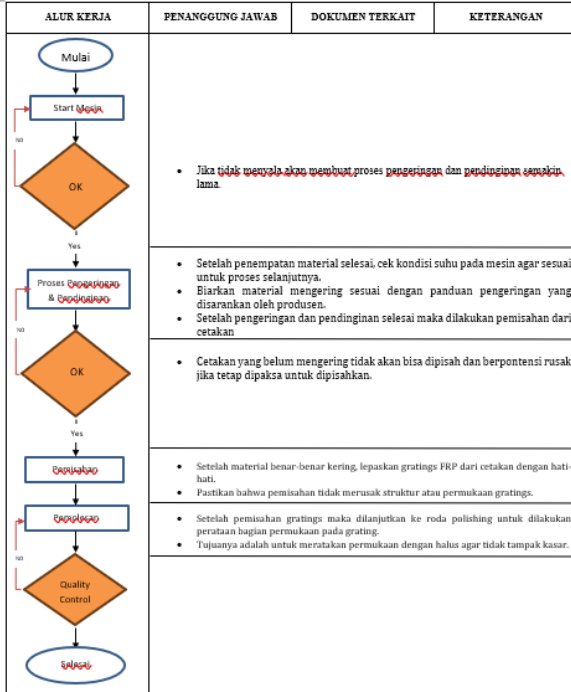 ALUR KERJA
PENANGGUNG JAWAB
DOKUMEN TERKAIT
KETERANGAN
Mulai
Start Mesin
NO
OK
Yes
• Jika tidak menyala akan membuat proses pengeringan dan pendinginan semakin
lama.
Proses Pengeringan
& Pendinginan
NO
OK
Yes
• Setelah penempatan material selesai, cek kondisi suhu pada mesin agar sesuai
untuk proses selanjutnya.
• Biarkan material mengering sesuai dengan panduan pengeringan yang
disarankan oleh produsen.
• Setelah pengeringan dan pendinginan selesai maka dilakukan pemisahan dari
cetakan
• Cetakan yang belum mengering tidak akan bisa dipisah dan berpontensi rusak
jika tetap dipaksa untuk dipisahkan.
Pemisahan
• Setelah material benar-benar kering, lepaskan gratings FRP dari cetakan dengan hati-
hati.
• Pastikan bahwa pemisahan tidak merusak struktur atau permukaan gratings.
Pemolesan
• Setelah pemisahan gratings maka dilanjutkan ke roda polishing untuk dilakukan
perataan bagian permukaan pada grating.
• Tujuanya adalah untuk meratakan permukaan dengan halus agar tidak tampak kasar.
NO
Quality
Control
Selesai